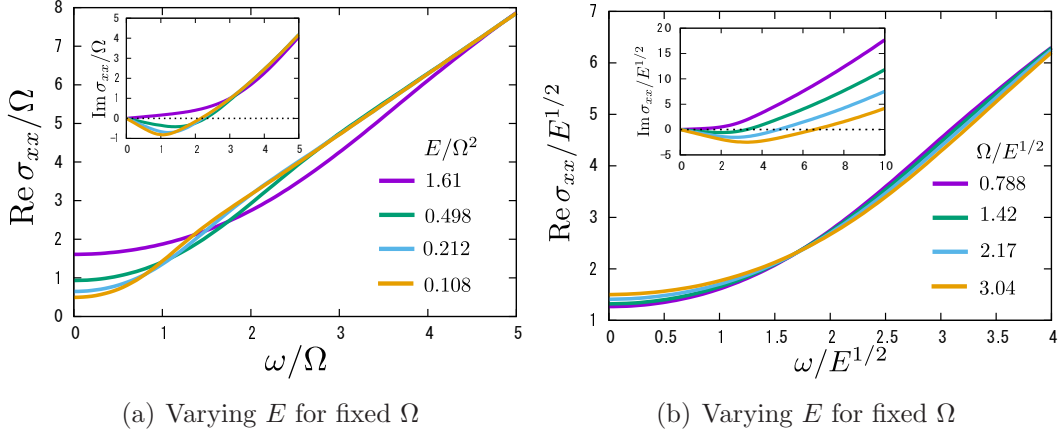 Re σ_xx/Ω
8
7
6
5
4
3
2
1
0
0 1 2 3 4 5
ω/Ω
Im σ_xx/Ω
5
4
3
2
1
0
-1
0 1 2 3 4 5
E/Ω²
1.61
0.498
0.212
0.108
(a) Varying E for fixed Ω
Re σ_xx/E^{1/2}
7
6
5
4
3
2
1
0 0.5 1 1.5 2 2.5 3 3.5 4
ω/E^{1/2}
Im σ_xx/E^{1/2}
20
15
10
5
0
-5
0 2 4 6 8 10
Ω/E^{1/2}
0.788
1.42
2.17
3.04
(b) Varying E for fixed Ω